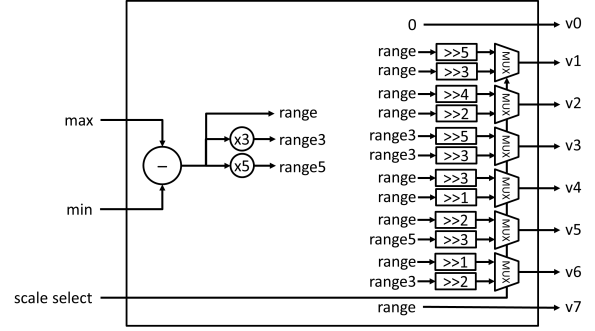 0 v0
range >>5 MUX v1
range >>3
range >>4 MUX v2
range >>2
max
range
range3 >>5 MUX v3
x3 range3
range3 >>3
− x5 range5
range >>3 MUX v4
range >>1
min
range >>2 MUX v5
range5 >>3
range >>1 MUX v6
range3 >>2
scale select
range v7